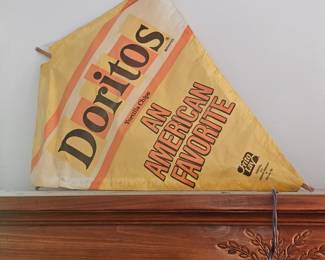 Doritos
Tortilla Chips
AN
AMERICAN
FAVORITE